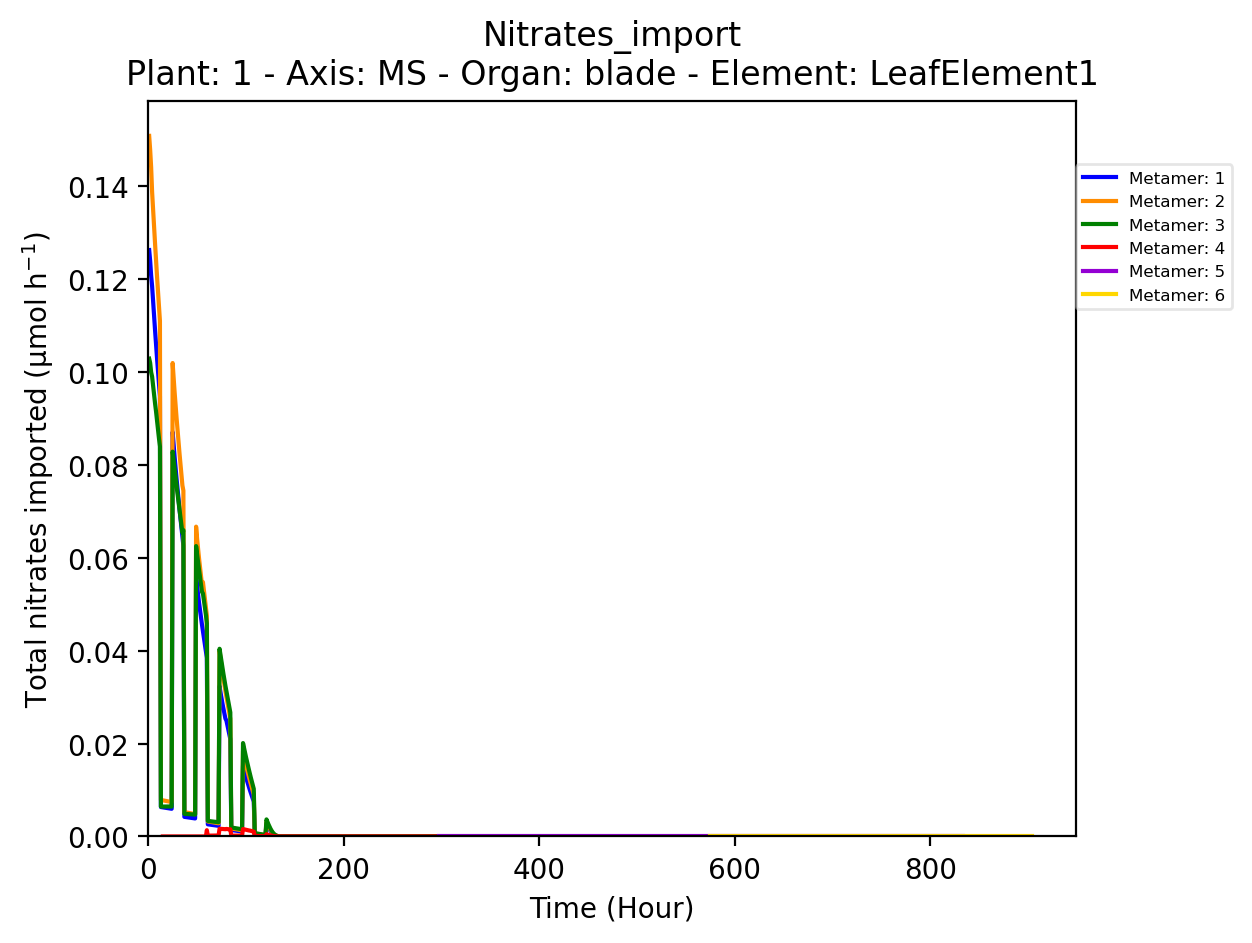 Nitrates_import
Plant: 1 - Axis: MS - Organ: blade - Element: LeafElement1
Total nitrates imported (µmol h⁻¹)
0.14
0.12
0.10
0.08
0.06
0.04
0.02
0.00
0
200
400
600
800
Time (Hour)
Metamer: 1
Metamer: 2
Metamer: 3
Metamer: 4
Metamer: 5
Metamer: 6